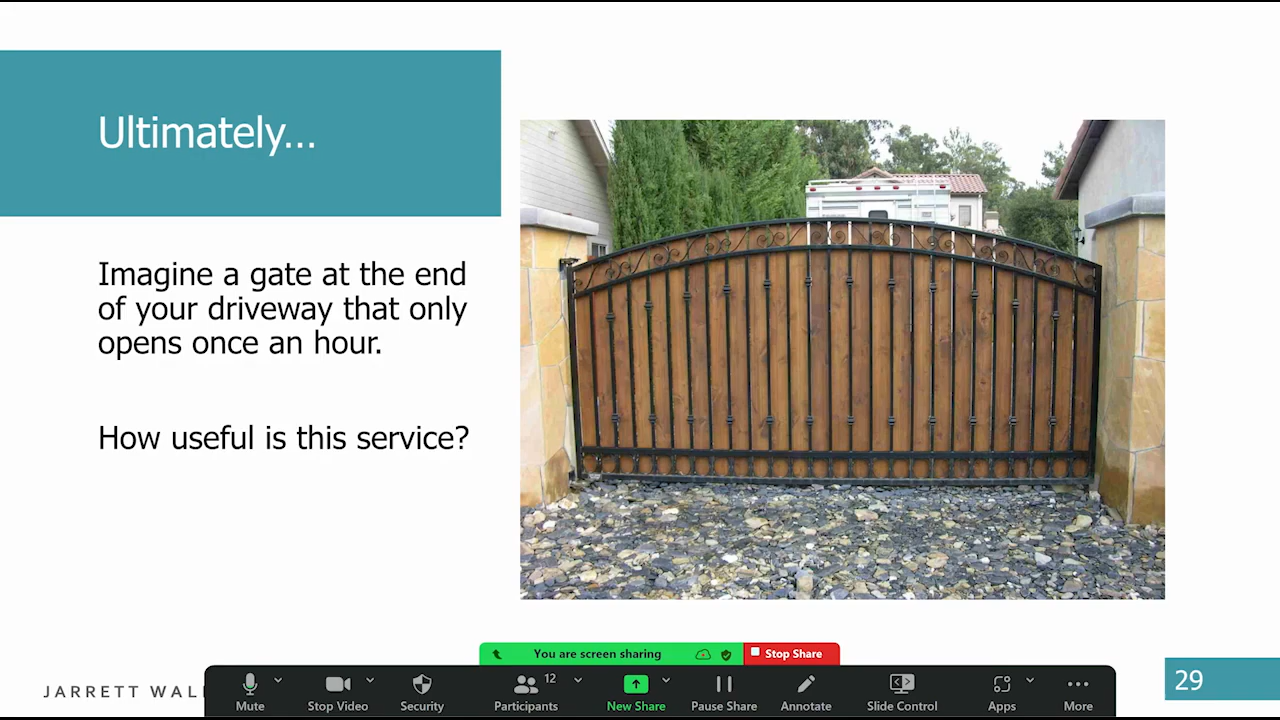 Ultimately...
Imagine a gate at the end
of your driveway that only
opens once an hour.
How useful is this service?
You are screen sharing
Stop Share
JARRETT WAL
29
12
Mute
Stop Video
Security
Participants
New Share
Pause Share
Annotate
Slide Control
Apps
More